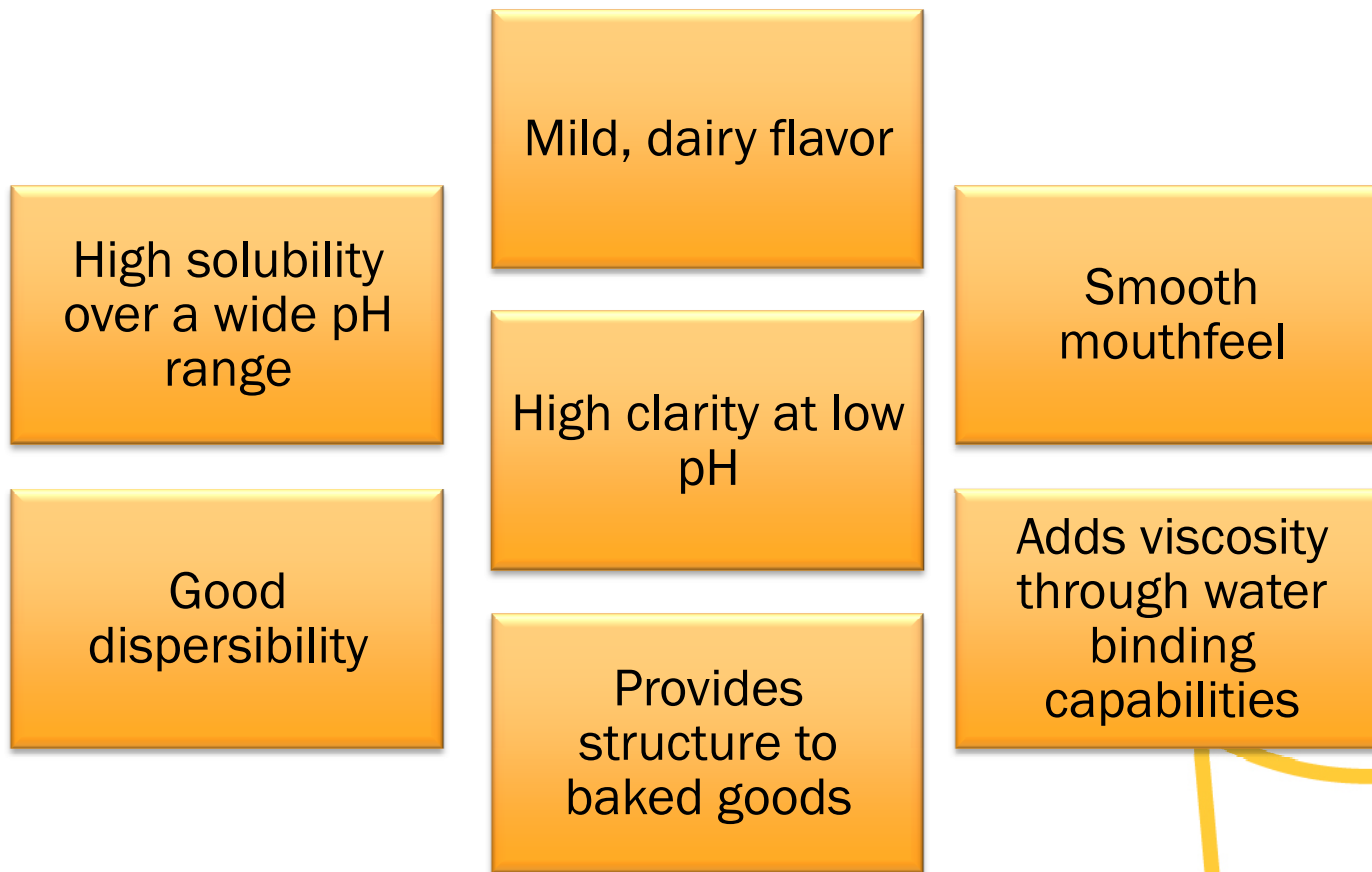 Mild, dairy flavor
High solubility
over a wide pH
range
Smooth
mouthfeel
High clarity at low
pH
Good
dispersibility
Adds viscosity
through water
binding
capabilities
Provides
structure to
baked goods